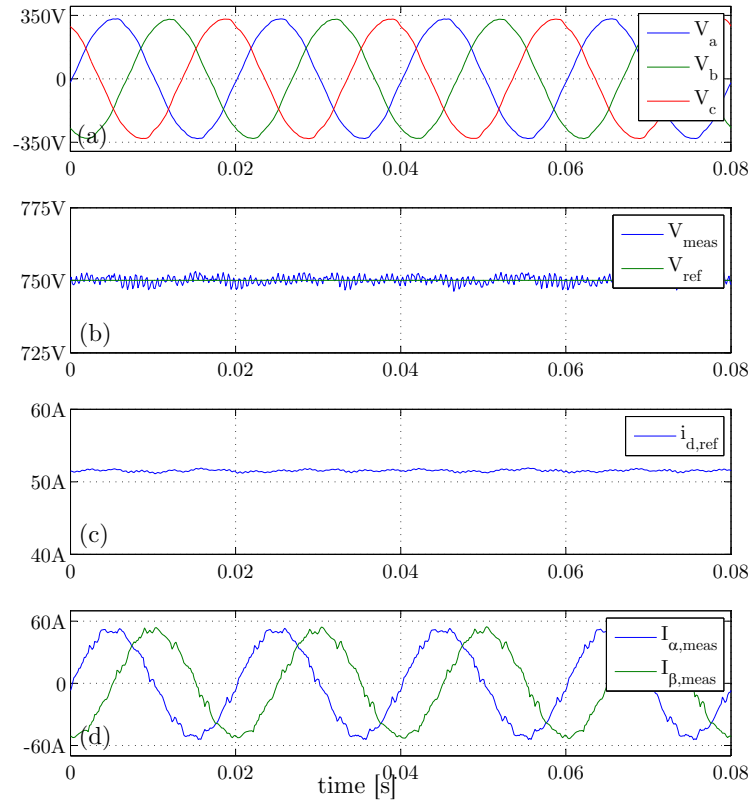 350V
0
-350V
(a)
V_a
V_b
V_c
0 0.02 0.04 0.06 0.08
775V
750V
725V
(b)
V_meas
V_ref
0 0.02 0.04 0.06 0.08
60A
50A
40A
(c)
i_d,ref
0 0.02 0.04 0.06 0.08
60A
0
-60A
(d)
I_α,meas
I_β,meas
0 0.02 0.04 0.06 0.08
time [s]